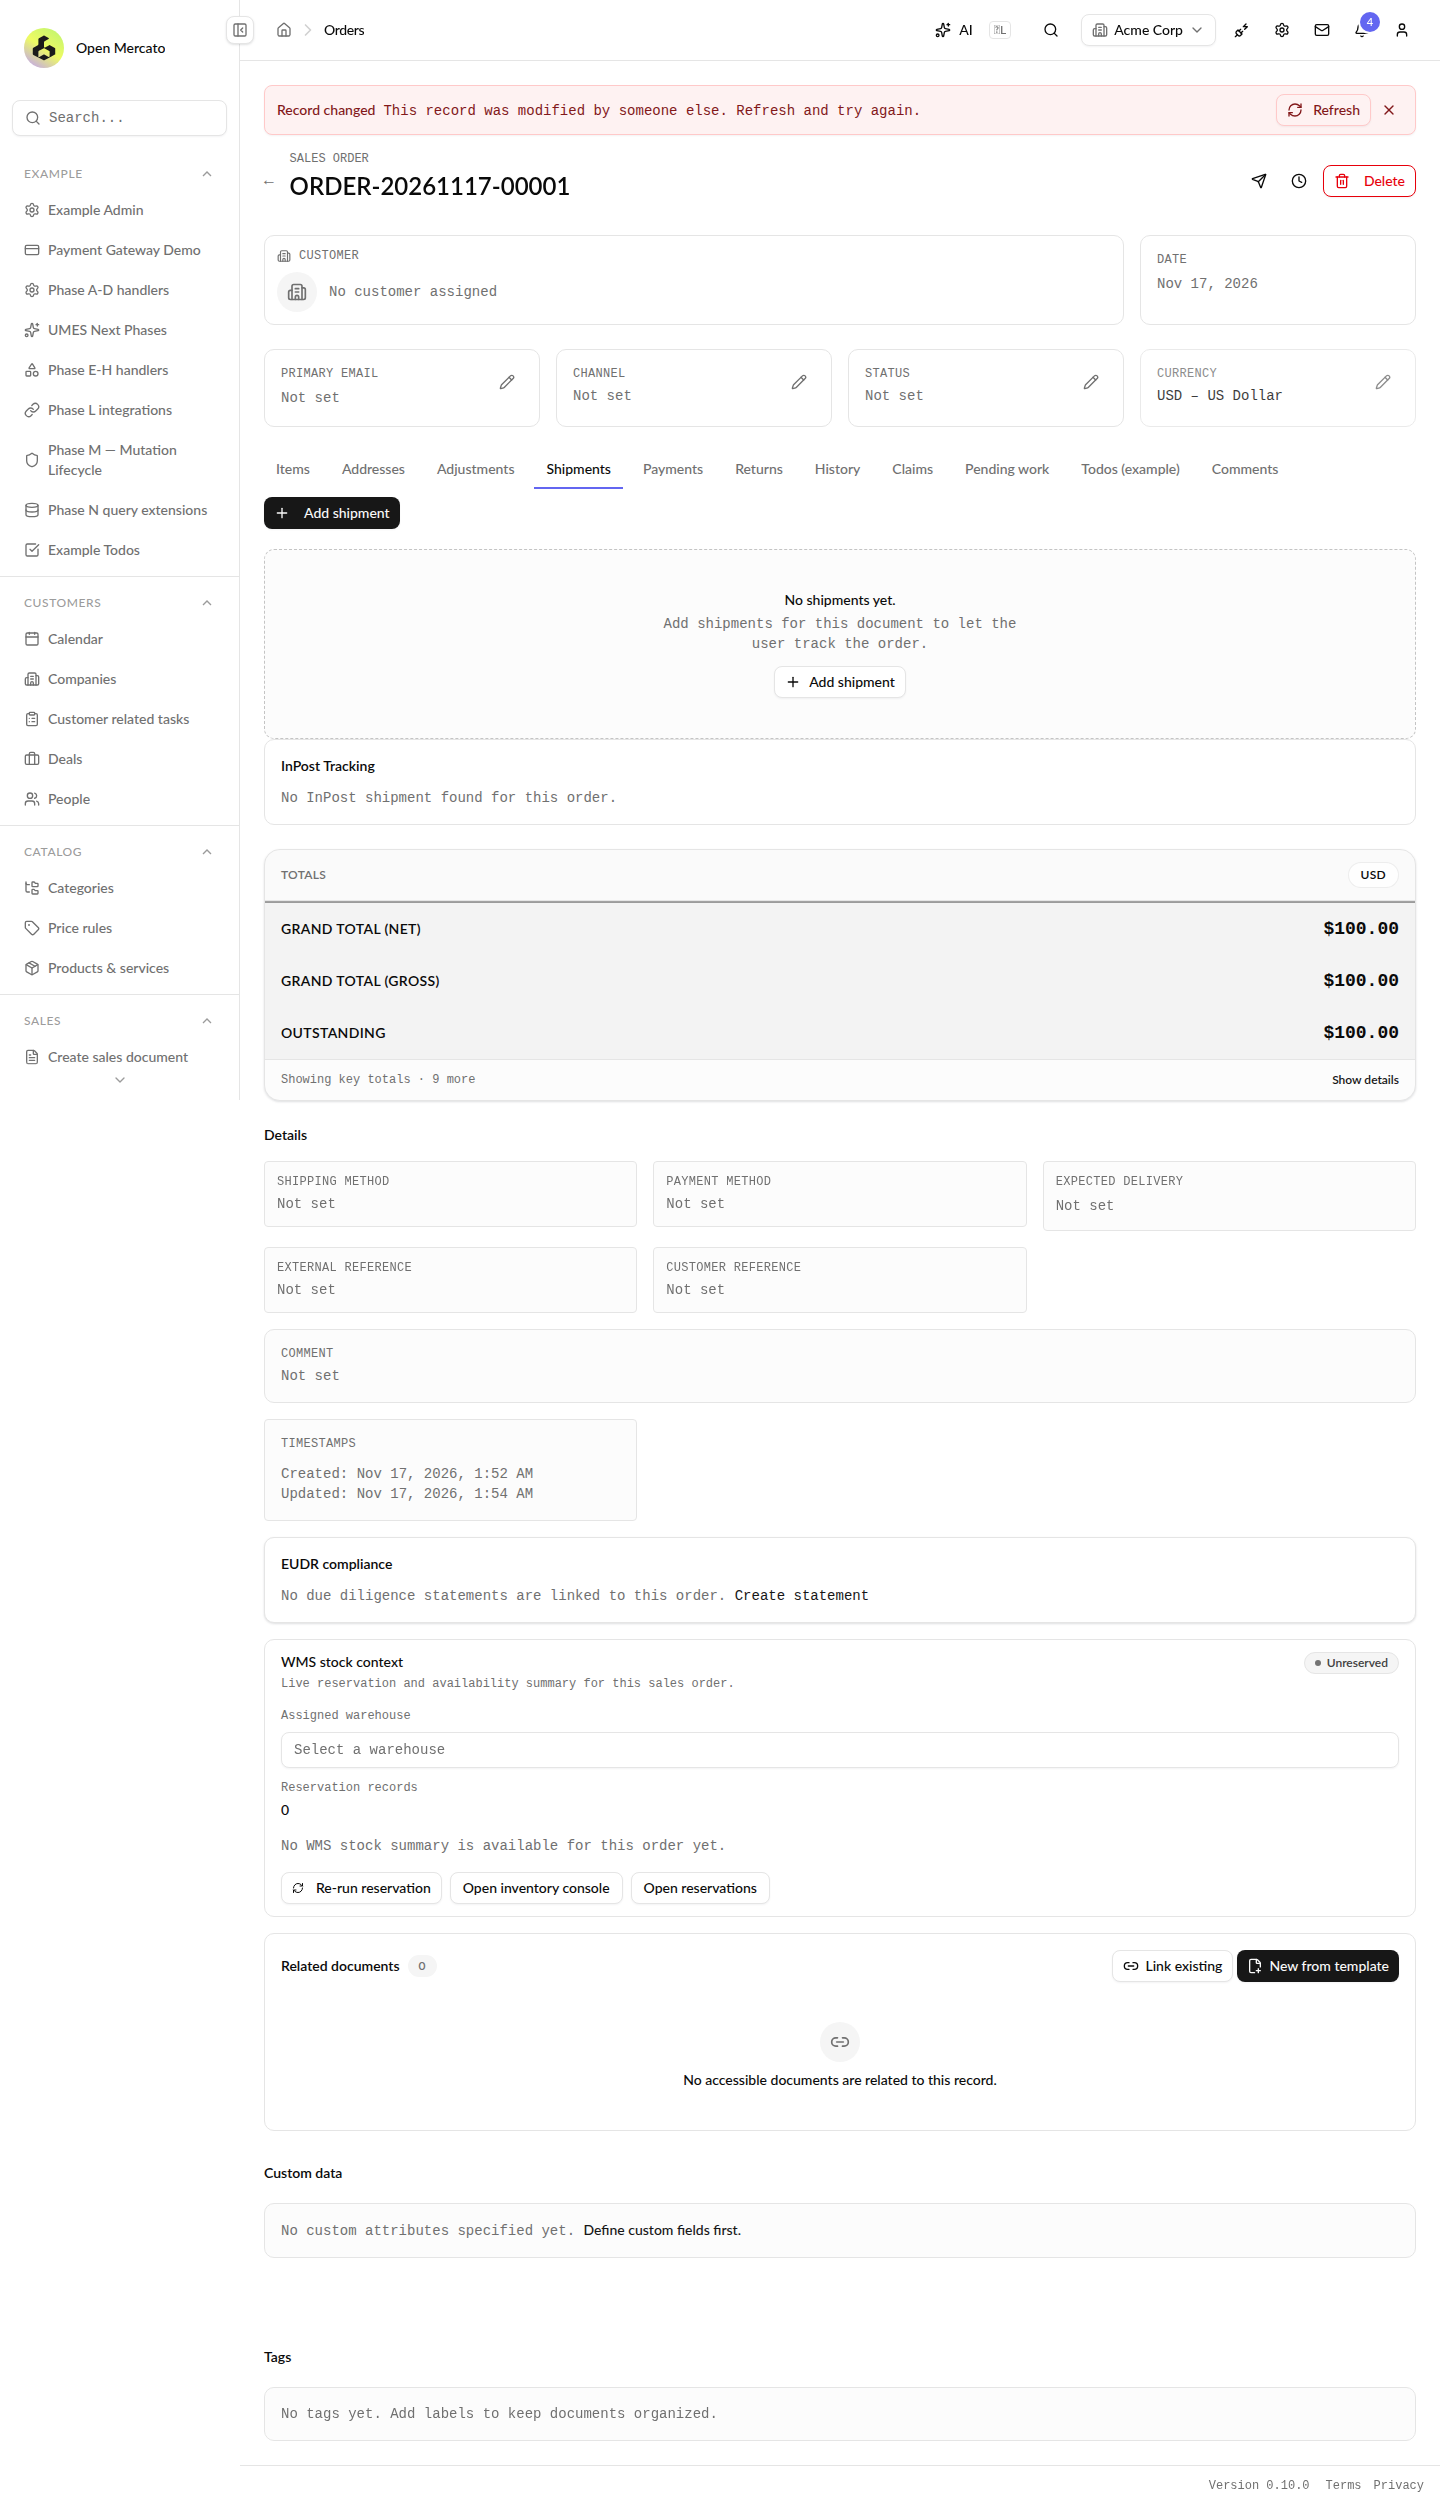 Open Mercato
Orders
AI
L
Acme Corp
4
Search...
EXAMPLE
Example Admin
Payment Gateway Demo
Phase A-D handlers
UMES Next Phases
Phase E-H handlers
Phase L integrations
Phase M — Mutation
Lifecycle
Phase N query extensions
Example Todos
CUSTOMERS
Calendar
Companies
Customer related tasks
Deals
People
CATALOG
Categories
Price rules
Products & services
SALES
Create sales document
Record changed This record was modified by someone else. Refresh and try again.
Refresh
SALES ORDER
← ORDER-20261117-00001
Delete
CUSTOMER
No customer assigned
DATE
Nov 17, 2026
PRIMARY EMAIL
Not set
CHANNEL
Not set
STATUS
Not set
CURRENCY
USD – US Dollar
Items Addresses Adjustments Shipments Payments Returns History Claims Pending work Todos (example) Comments
Add shipment
No shipments yet.
Add shipments for this document to let the
user track the order.
Add shipment
InPost Tracking
No InPost shipment found for this order.
TOTALS USD
GRAND TOTAL (NET) $100.00
GRAND TOTAL (GROSS) $100.00
OUTSTANDING $100.00
Showing key totals · 9 more Show details
Details
SHIPPING METHOD
Not set
PAYMENT METHOD
Not set
EXPECTED DELIVERY
Not set
EXTERNAL REFERENCE
Not set
CUSTOMER REFERENCE
Not set
COMMENT
Not set
TIMESTAMPS
Created: Nov 17, 2026, 1:52 AM
Updated: Nov 17, 2026, 1:54 AM
EUDR compliance
No due diligence statements are linked to this order. Create statement
WMS stock context Unreserved
Live reservation and availability summary for this sales order.
Assigned warehouse
Select a warehouse
Reservation records
0
No WMS stock summary is available for this order yet.
Re-run reservation Open inventory console Open reservations
Related documents 0 Link existing New from template
No accessible documents are related to this record.
Custom data
No custom attributes specified yet. Define custom fields first.
Tags
No tags yet. Add labels to keep documents organized.
Version 0.10.0 Terms Privacy